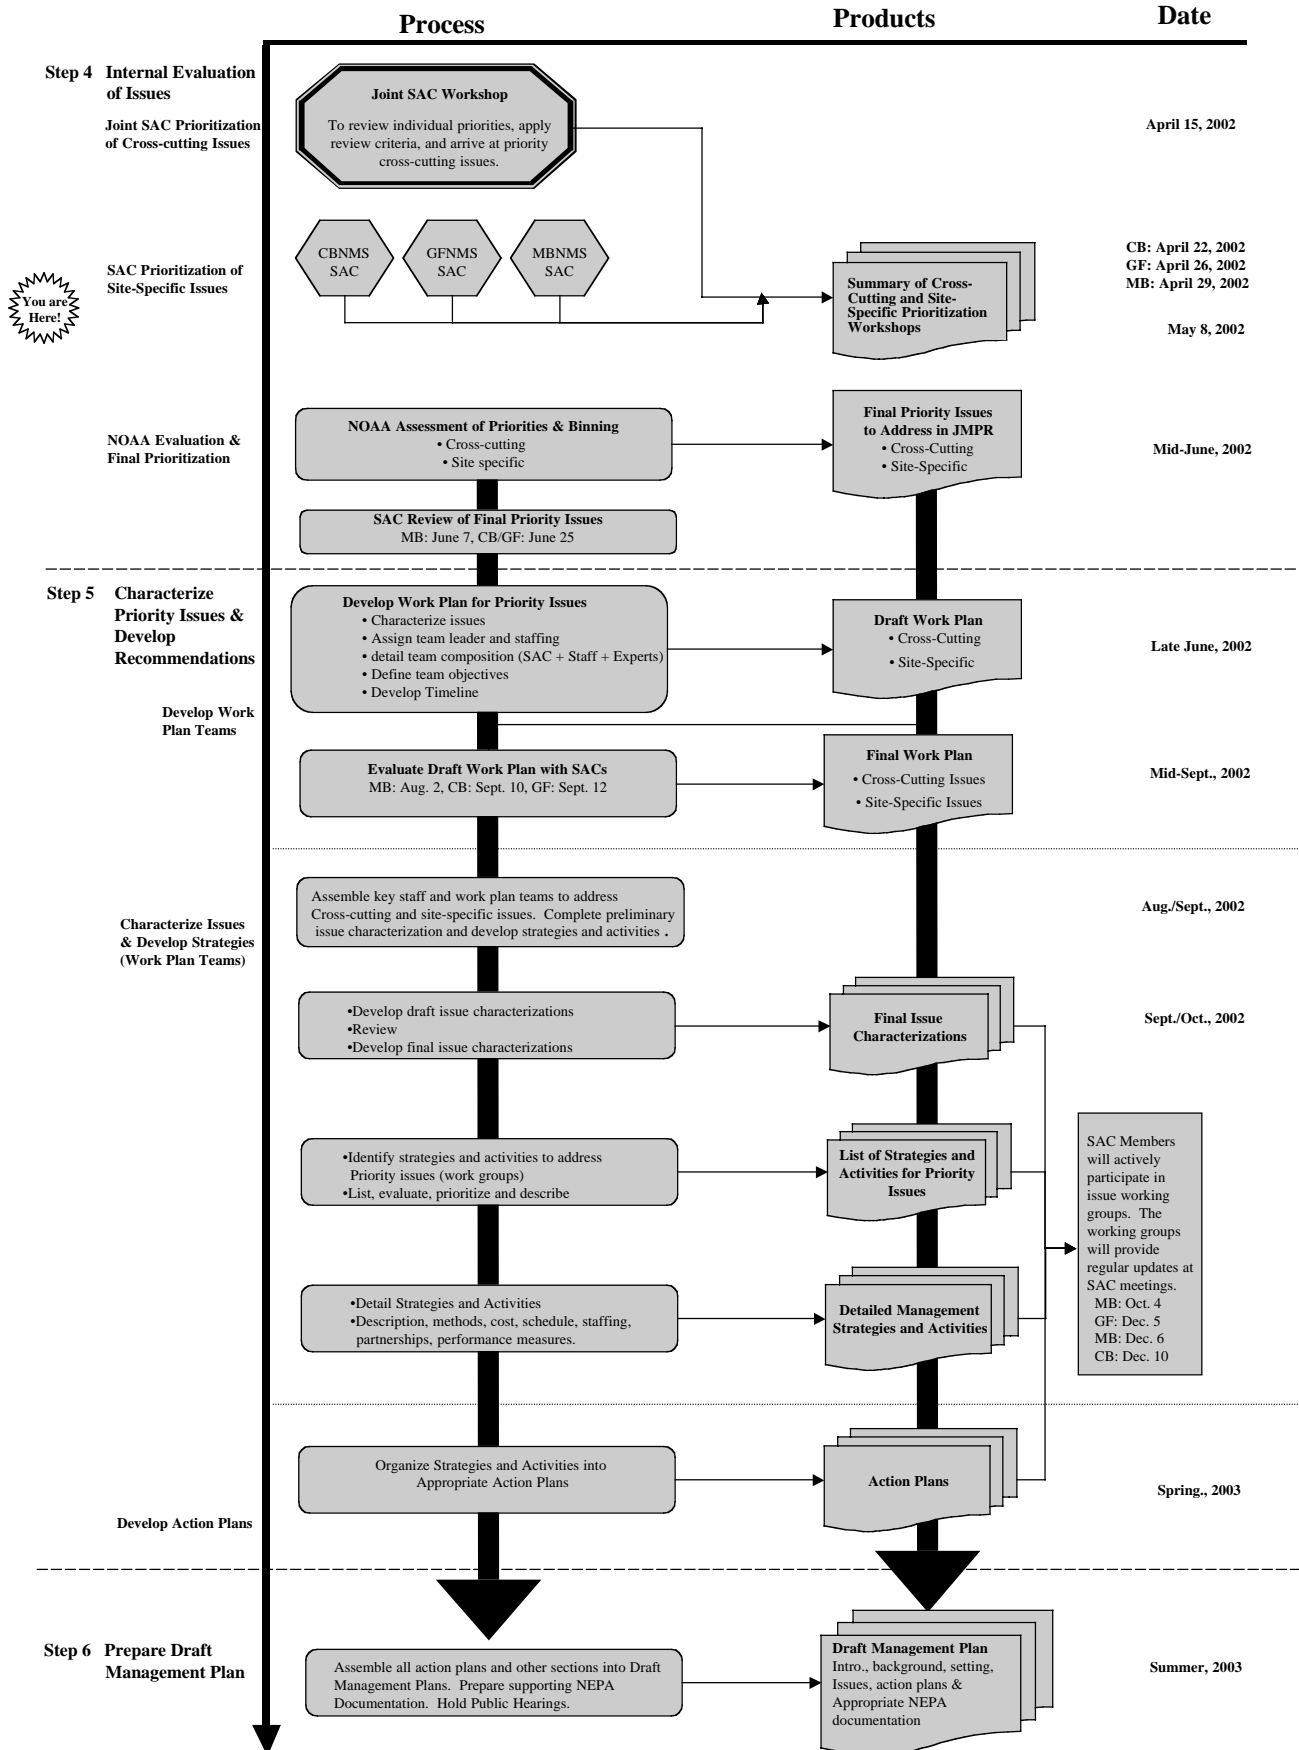 Process
Products
Date
Step 4 Internal Evaluation
of Issues
Joint SAC Prioritization
of Cross-cutting Issues
Joint SAC Workshop
To review individual priorities, apply
review criteria, and arrive at priority
cross-cutting issues.
April 15, 2002
SAC Prioritization of
Site-Specific Issues
You are
Here!
CBNMS
SAC
GFNMS
SAC
MBNMS
SAC
Summary of Cross-
Cutting and Site-
Specific Prioritization
Workshops
CB: April 22, 2002
GF: April 26, 2002
MB: April 29, 2002
May 8, 2002
NOAA Evaluation &
Final Prioritization
NOAA Assessment of Priorities & Binning
• Cross-cutting
• Site specific
Final Priority Issues
to Address in JMPR
• Cross-Cutting
• Site-Specific
Mid-June, 2002
SAC Review of Final Priority Issues
MB: June 7, CB/GF: June 25
Step 5 Characterize
Priority Issues &
Develop
Recommendations
Develop Work Plan for Priority Issues
• Characterize issues
• Assign team leader and staffing
• detail team composition (SAC + Staff + Experts)
• Define team objectives
• Develop Timeline
Draft Work Plan
• Cross-Cutting
• Site-Specific
Late June, 2002
Develop Work
Plan Teams
Evaluate Draft Work Plan with SACs
MB: Aug. 2, CB: Sept. 10, GF: Sept. 12
Final Work Plan
• Cross-Cutting Issues
• Site-Specific Issues
Mid-Sept., 2002
Characterize Issues
& Develop Strategies
(Work Plan Teams)
Assemble key staff and work plan teams to address
Cross-cutting and site-specific issues. Complete preliminary
issue characterization and develop strategies and activities .
Aug./Sept., 2002
•Develop draft issue characterizations
•Review
•Develop final issue characterizations
Final Issue
Characterizations
Sept./Oct., 2002
•Identify strategies and activities to address
Priority issues (work groups)
•List, evaluate, prioritize and describe
List of Strategies and
Activities for Priority
Issues
SAC Members
will actively
participate in
issue working
groups. The
working groups
will provide
regular updates at
SAC meetings.
MB: Oct. 4
GF: Dec. 5
MB: Dec. 6
CB: Dec. 10
•Detail Strategies and Activities
•Description, methods, cost, schedule, staffing,
partnerships, performance measures.
Detailed Management
Strategies and Activities
Develop Action Plans
Organize Strategies and Activities into
Appropriate Action Plans
Action Plans
Spring., 2003
Step 6 Prepare Draft
Management Plan
Assemble all action plans and other sections into Draft
Management Plans. Prepare supporting NEPA
Documentation. Hold Public Hearings.
Draft Management Plan
Intro., background, setting,
Issues, action plans &
Appropriate NEPA
documentation
Summer, 2003